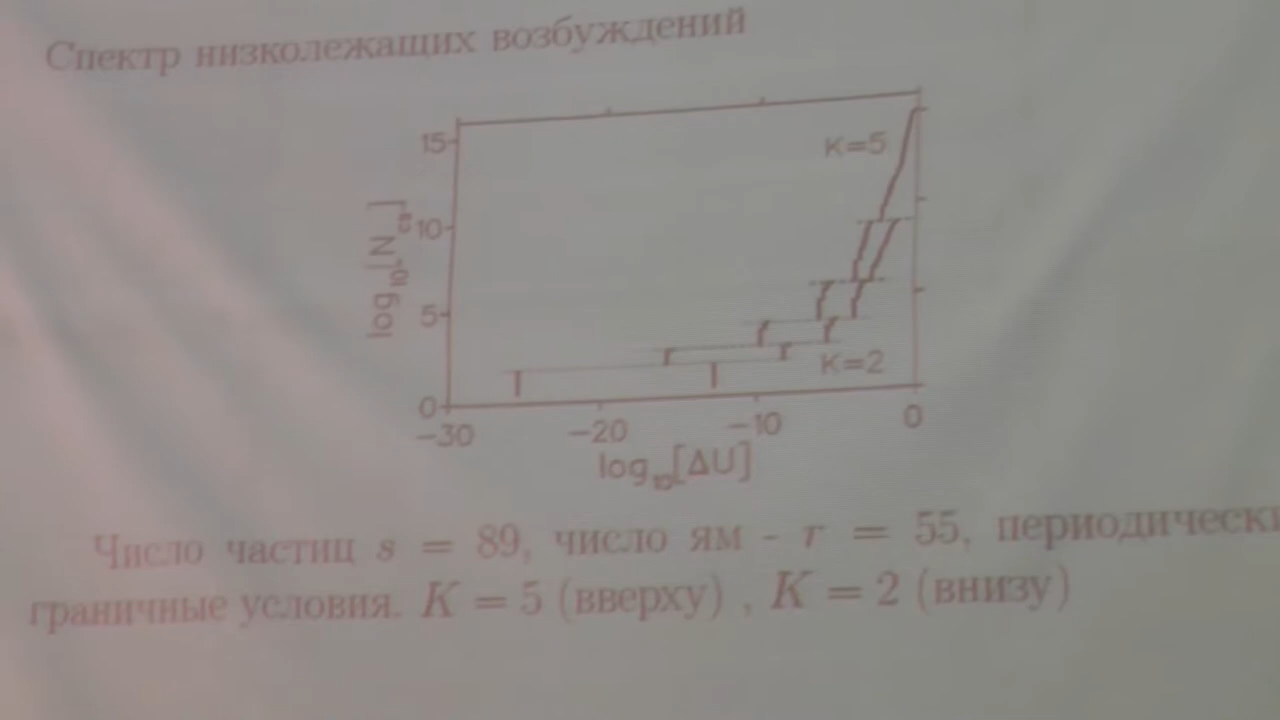 Спектр низколежащих возбуждений
15
K=5
log₁₀[N_cs]
10
5
K=2
0
−30
−20
−10
0
log₁₀[ΔU]
Число частиц s = 89, число ям - r = 55, периодически
граничные условия. K = 5 (вверху) , K = 2 (внизу)